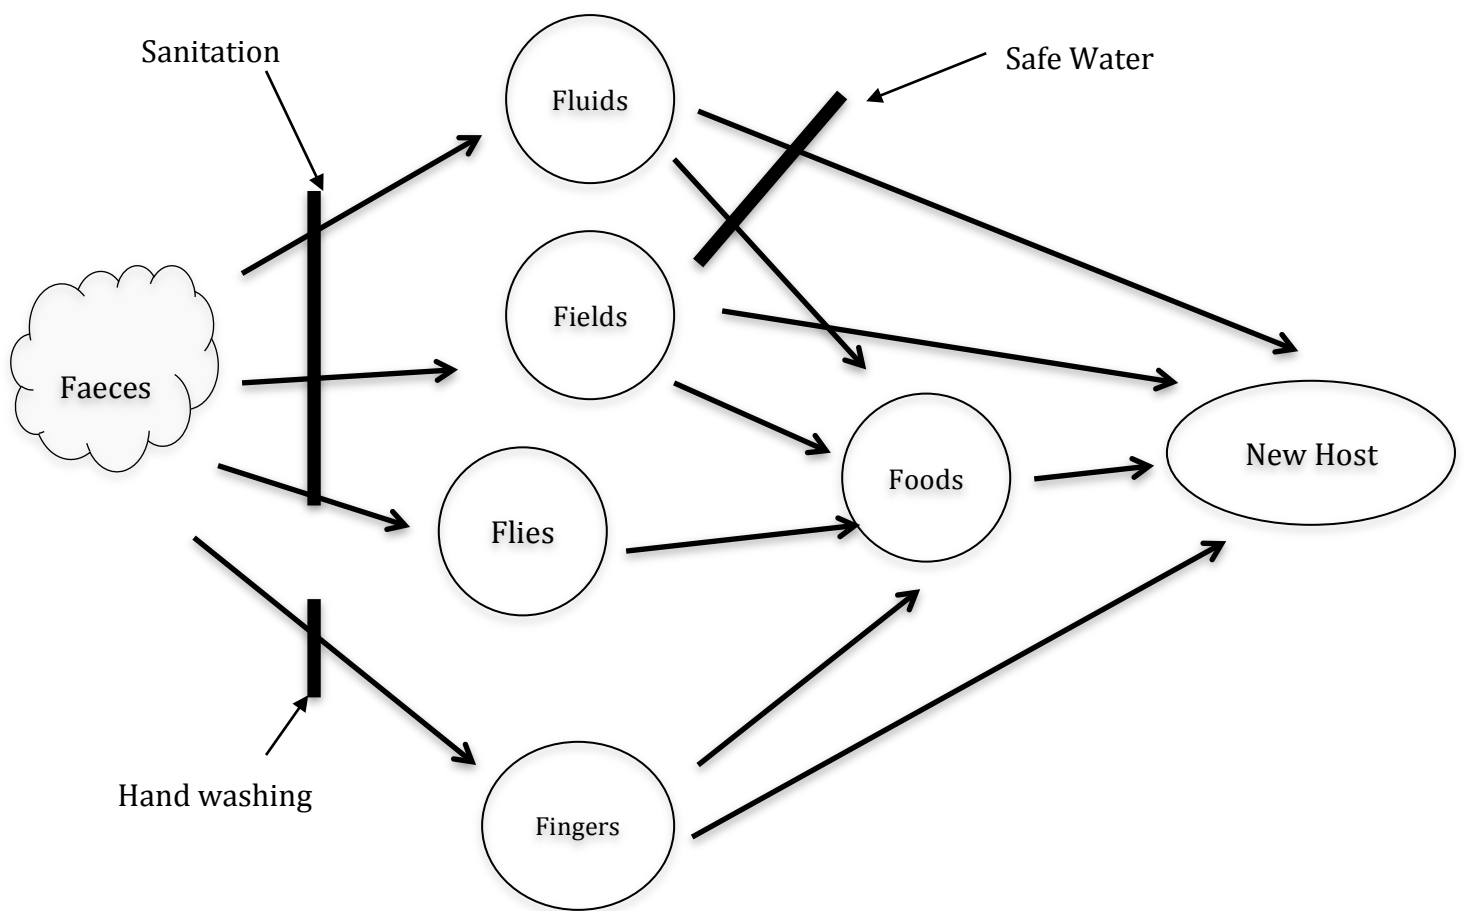 Sanitation
Fluids
Safe Water
Fields
Faeces
Foods
New Host
Flies
Hand washing
Fingers